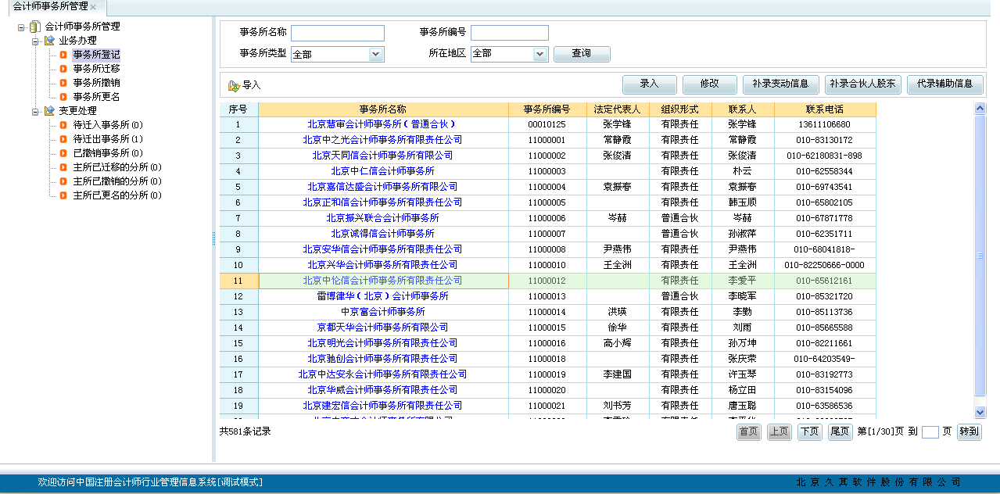 会计师事务所管理
会计师事务所管理
业务办理
事务所登记
事务所迁移
事务所撤销
事务所更名
变更处理
待迁入事务所(0)
待迁出事务所(1)
已撤销事务所(0)
主所已迁移的分所(0)
主所已撤销的分所(0)
主所已更名的分所(0)
事务所名称 事务所编号
事务所类型 全部 所在地区 全部 查询
导入 录入 修改 补录变动信息 补录合伙人股东 代录辅助信息
序号 事务所名称 事务所编号 法定代表人 组织形式 联系人 联系电话
1 北京慧审会计师事务所(普通合伙) 00010125 张学锋 有限责任 张学锋 13611106680
2 北京中之光会计师事务所有限责任公司 11000001 常静霞 有限责任 常静霞 010-83130172
3 北京天同信会计师事务所有限公司 11000002 张俊清 有限责任 张俊清 010-62180831-898
4 北京中仁信会计师事务所 11000003 有限责任 朴云 010-62558344
5 北京嘉信达盛会计师事务所有限公司 11000004 袁振春 有限责任 袁振春 010-69743541
6 北京正和信会计师事务所有限责任公司 11000005 有限责任 韩玉顺 010-65802105
7 北京振兴联合会计师事务所 11000006 岑赫 普通合伙 岑赫 010-67871778
8 北京诚得信会计师事务所 11000007 普通合伙 孙淑萍 010-62351711
9 北京安华信会计师事务所有限责任公司 11000008 尹燕伟 有限责任 尹燕伟 010-68041818-
10 北京兴华会计师事务所有限责任公司 11000010 王全洲 有限责任 王全洲 010-82250666-0000
11 北京中伦信会计师事务所有限责任公司 11000012 有限责任 李爱平 010-65612161
12 雷博律华(北京)会计师事务所 11000013 普通合伙 李晓军 010-85321720
13 中京富会计师事务所 11000014 洪瑛 有限责任 李勤 010-85113736
14 京都天华会计师事务所有限公司 11000015 徐华 有限责任 刘雨 010-85665588
15 北京明光会计师事务所有限责任公司 11000016 高小辉 有限责任 孙万坤 010-82211661
16 北京驰创会计师事务所有限责任公司 11000018 有限责任 张庆荣 010-64203549-
17 北京中达安永会计师事务所有限责任公司 11000019 李建国 有限责任 许玉琴 010-83192773
18 北京华威会计师事务所有限责任公司 11000020 有限责任 杨立田 010-83154096
19 北京建宏信会计师事务所有限责任公司 11000021 刘书芳 有限责任 唐玉聪 010-63586536
共581条记录 首页 上页 下页 尾页 第[1/30]页 到 页 转到
欢迎访问中国注册会计师行业管理信息系统[调试模式] 北京久其软件股份有限公司